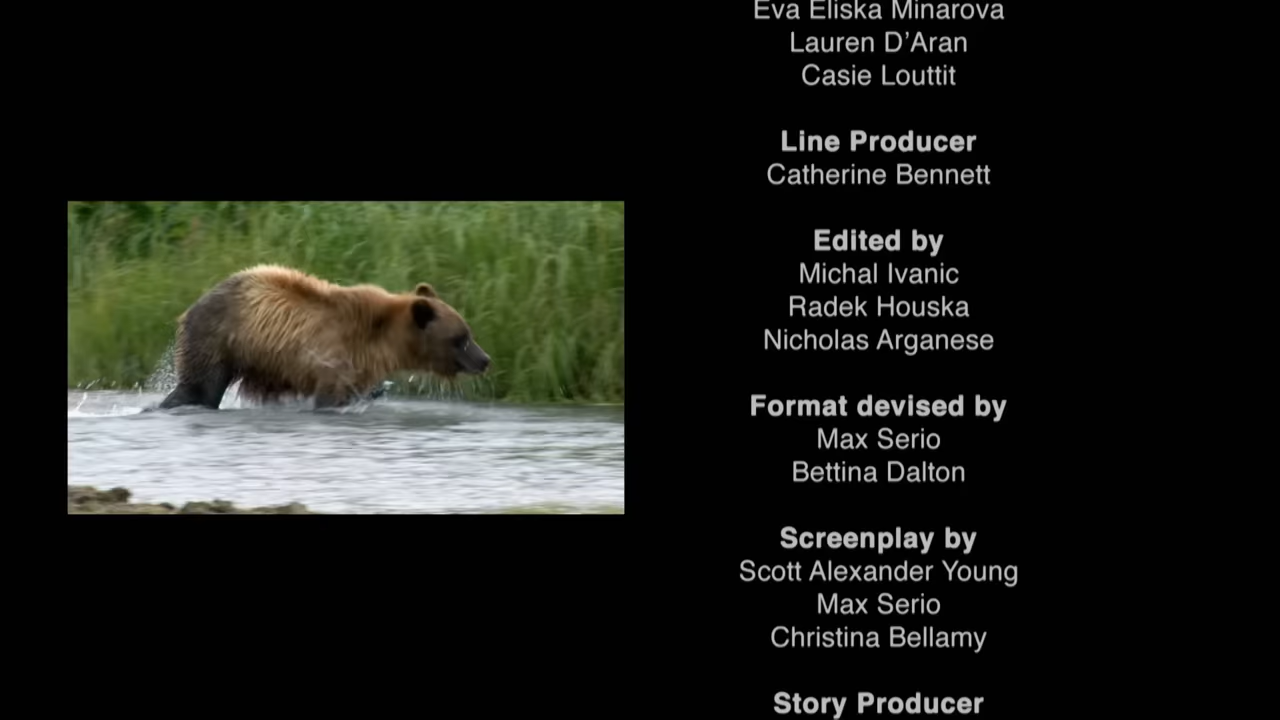 Eva Eliska Minarova
Lauren D’Aran
Casie Louttit
Line Producer
Catherine Bennett
Edited by
Michal Ivanic
Radek Houska
Nicholas Arganese
Format devised by
Max Serio
Bettina Dalton
Screenplay by
Scott Alexander Young
Max Serio
Christina Bellamy
Story Producer